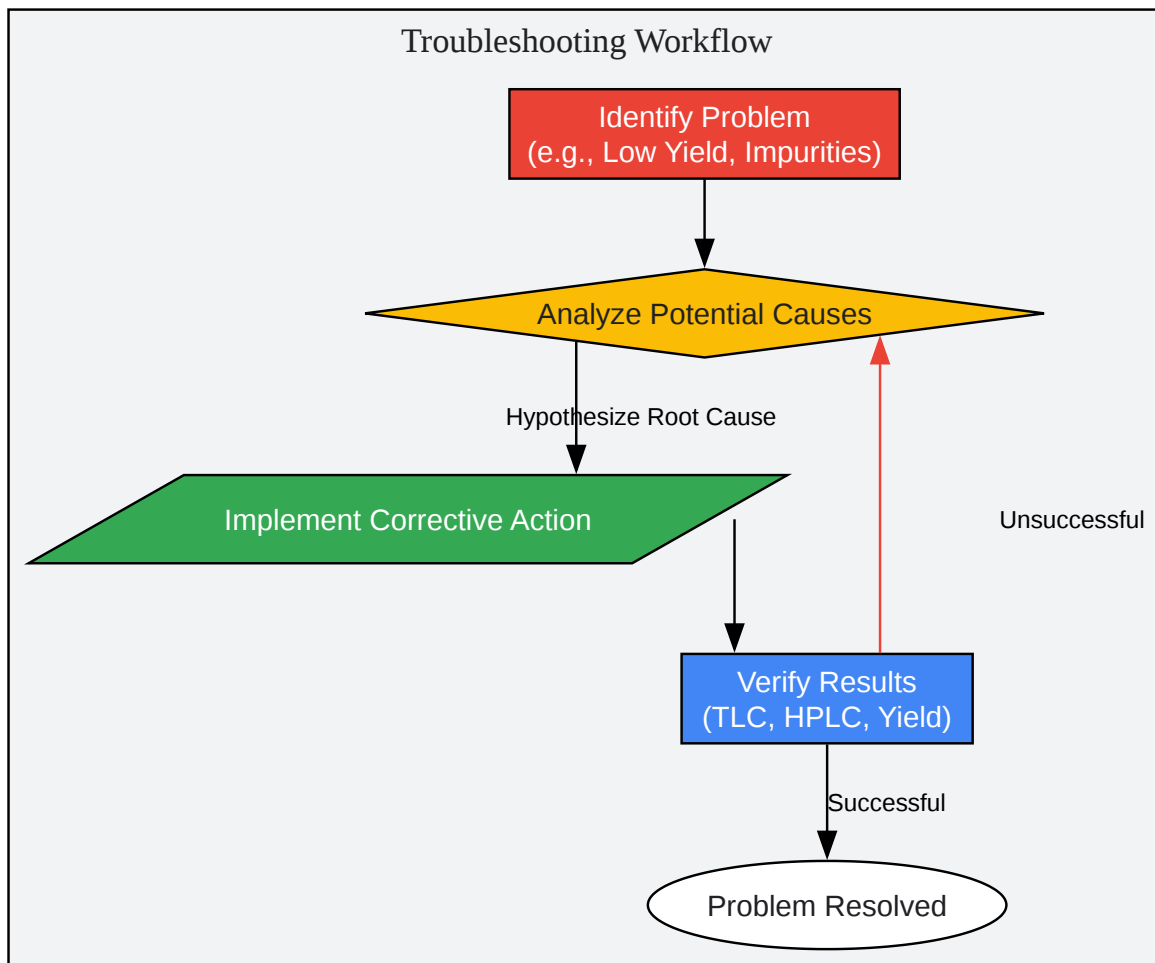 Troubleshooting Workflow
Identify Problem
(e.g., Low Yield, Impurities)
Analyze Potential Causes
Hypothesize Root Cause
Implement Corrective Action
Unsuccessful
Verify Results
(TLC, HPLC, Yield)
Successful
Problem Resolved